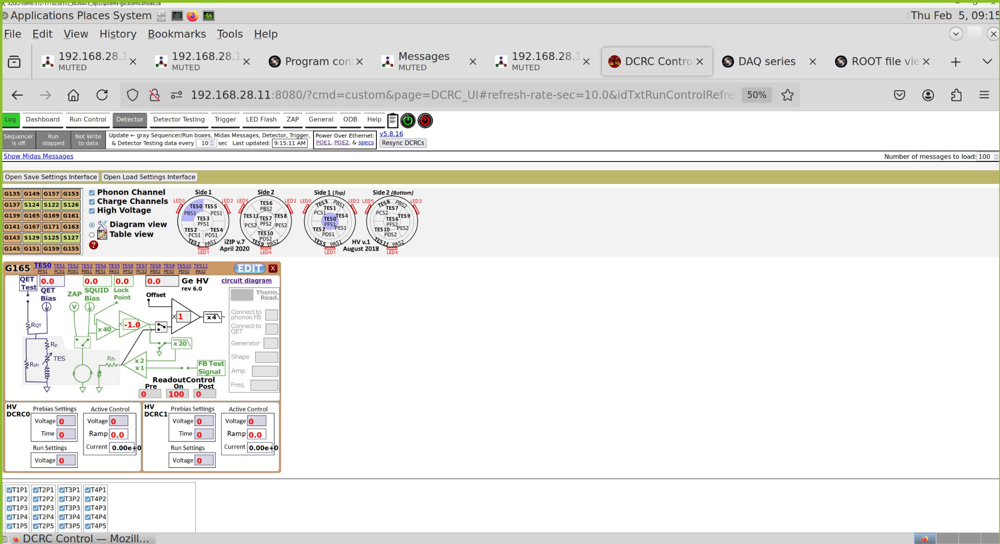 X2GO-cdms-312-1770238513_stDMATE_dp32@cdms-gw.scdms.snolab.ca
Applications Places System
Thu Feb 5, 09:15
File Edit View History Bookmarks Tools Help
192.168.28.1 MUTED
192.168.28.1 MUTED
Program cont
Messages MUTED
192.168.28.1 MUTED
DCRC Contro
DAQ series
ROOT file vie
192.168.28.11:8080/?cmd=custom&page=DCRC_UI#refresh-rate-sec=10.0&idTxtRunControlRefre
50%
Log Dashboard Run Control Detector Detector Testing Trigger LED Flash ZAP General ODB Help
Sequencer is off
Run stopped
Not Write to data
Update ← gray Sequencer/Run boxes, Midas Messages, Detector, Trigger,
& Detector Testing data every 10 sec Last updated: 9:15:11 AM
Power Over Ethernet:
POE1, POE2, & specs
v5.8.16
Resync DCRCs
Show Midas Messages
Number of messages to load: 100
Open Save Settings Interface Open Load Settings Interface
G135 G149 G157 G153
G137 S124 S122 S126
G139 G165 G169 G161
G141 G167 G171 G163
G143 S129 S125 S127
G145 G151 G159 G155
Phonon Channel
Charge Channels
High Voltage
Diagram view
Table view
?
Side 1
LED0 LED2
TES0 TES5
PBS1 PES1
TES3
PFS1
TES2 TES4
PCS1 PDS1
TES1 PAS1
LED1
Side 2
LED5 LED3
TES6
PBS2
TES11 TES7 TES8
PCS2 PFS2 PES2
TES10
PDS2
TES9 PAS2
LED4
iZIP v.7
April 2020
Side 1 (Top)
LED0 LED2
TES3 PBS1
TES1
PCS1 TES4
TES0
PFS1 PES1
TES2
PDS1
TES5 PAS1
LED1
Side 2 (Bottom)
LED5 LED3
TES8 PBS2
TES7
PCS2 TES9
TES6
PFS2 PES2
TES10
PDS2
TES11 PAS2
LED4
HV v.1
August 2018
G165
TES0 TES1 TES2 TES3 TES4 TES5 TES6 TES7 TES8 TES9 TES10 TES11
PFS1 PCS1 PDS1 PBS1 PES1 PAS1 PFS2 PCS2 PBS2 PES2 PDS2 PAS2
EDIT X
QET Test
0.0
QET Bias
ZAP
0.0
SQUID Bias
0.0
Lock Point
0.0
Offset
Ge HV
rev 6.0
circuit diagram
V
RQT
x 40
X -1.0
X 1
x4
x 20
Rp
TES
Rsh
Rfb
x 2
x 1
FB Test Signal
Therm. Read.
Connect to phonon FB
Connect to QET
Generator
Shape
Amp.
Freq.
ReadoutControl
Pre On Post
0 100 0
HV DCRC0
Prebias Settings
Voltage 0
Time 0
Run Settings
Voltage 0
Active Control
Voltage 0
Ramp 0.0
Current 0.00e+0
HV DCRC1
Prebias Settings
Voltage 0
Time 0
Run Settings
Voltage 0
Active Control
Voltage 0
Ramp 0.0
Current 0.00e+0
T1P1 T2P1 T3P1 T4P1
T1P2 T2P2 T3P2 T4P2
T1P3 T2P3 T3P3 T4P3
T1P4 T2P4 T3P4 T4P4
T1P5 T2P5 T3P5 T4P5
DCRC Control — Mozill...